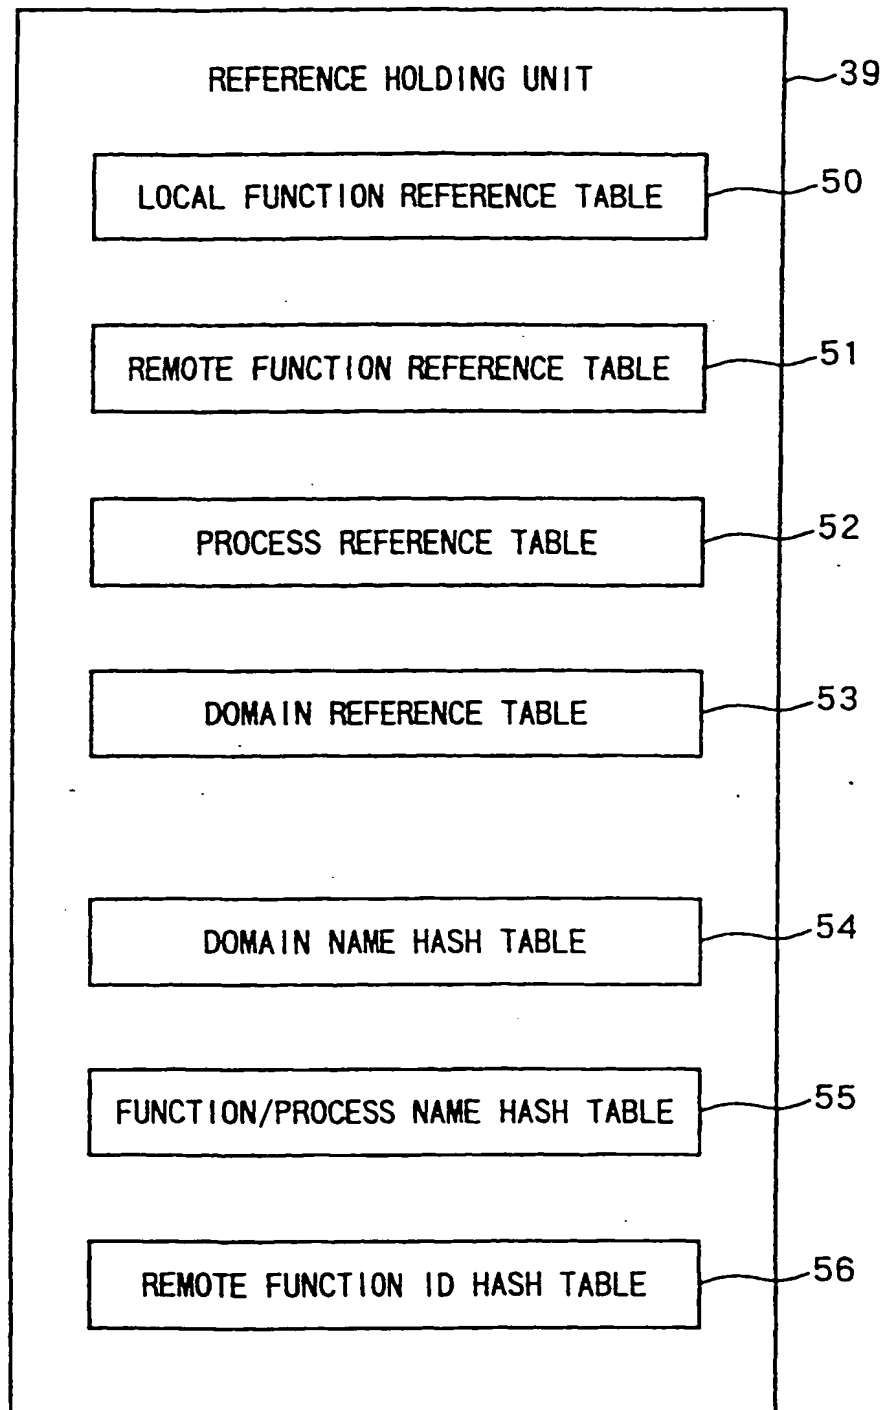 REFERENCE HOLDING UNIT 39
LOCAL FUNCTION REFERENCE TABLE 50
REMOTE FUNCTION REFERENCE TABLE 51
PROCESS REFERENCE TABLE 52
DOMAIN REFERENCE TABLE 53
DOMAIN NAME HASH TABLE 54
FUNCTION/PROCESS NAME HASH TABLE 55
REMOTE FUNCTION ID HASH TABLE 56